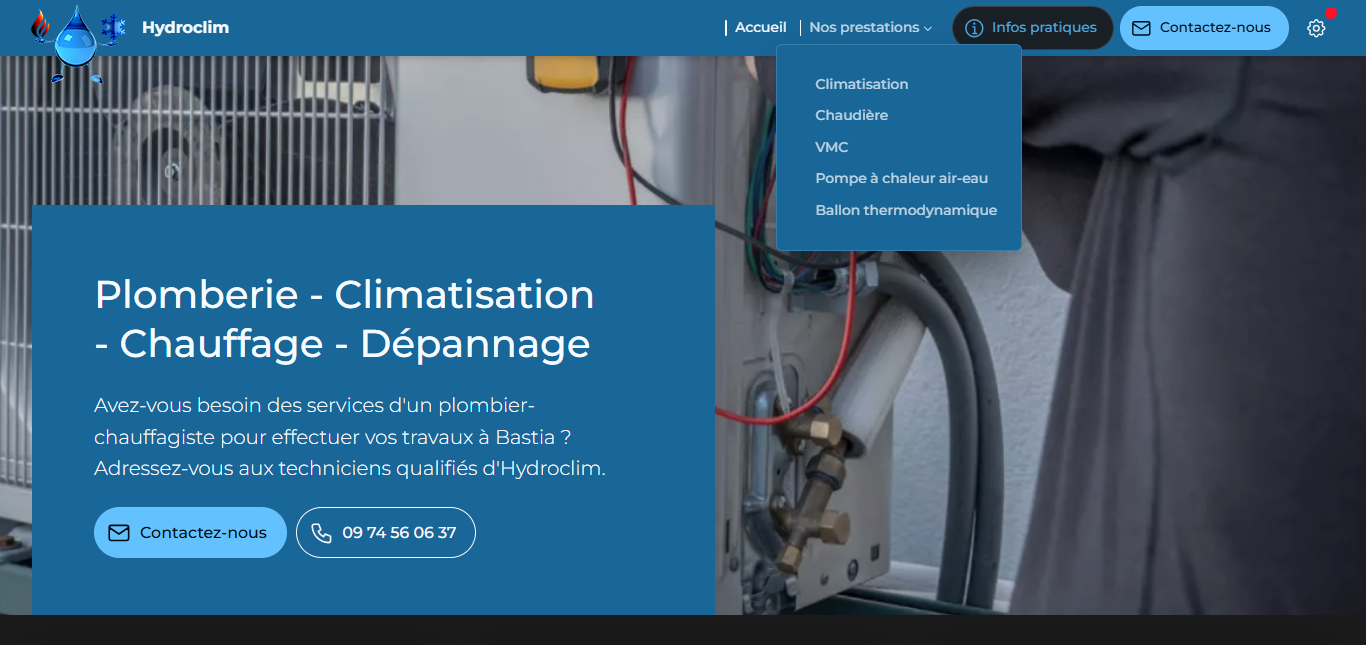 Hydroclim
Accueil
Nos prestations
Infos pratiques
Contactez-nous
Climatisation
Chaudière
VMC
Pompe à chaleur air-eau
Ballon thermodynamique
Plomberie - Climatisation
- Chauffage - Dépannage
Avez-vous besoin des services d'un plombier-
chauffagiste pour effectuer vos travaux à Bastia ?
Adressez-vous aux techniciens qualifiés d'Hydroclim.
Contactez-nous
09 74 56 06 37